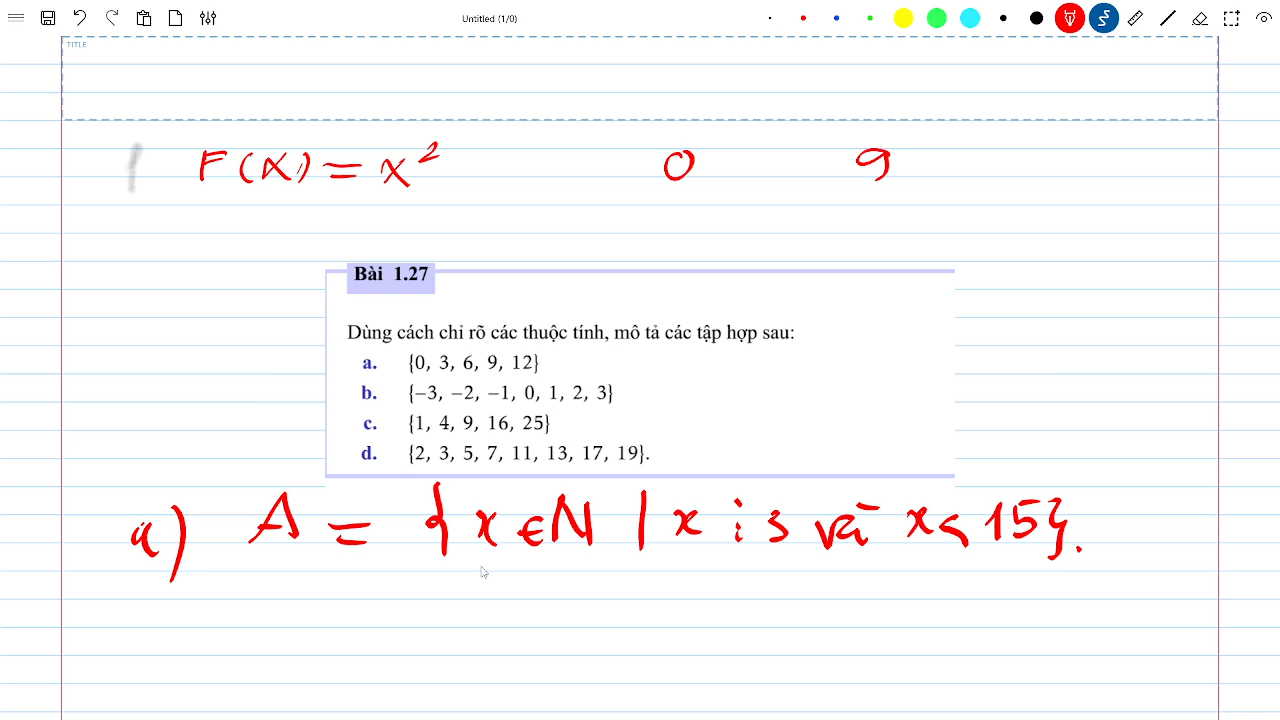 Untitled (1/0)
TITLE
F(x) = x² 0 9
Bài 1.27
Dùng cách chỉ rõ các thuộc tính, mô tả các tập hợp sau:
a. {0, 3, 6, 9, 12}
b. {−3, −2, −1, 0, 1, 2, 3}
c. {1, 4, 9, 16, 25}
d. {2, 3, 5, 7, 11, 13, 17, 19}.
a) A = {x ∈ N | x ⋮ 3 và x < 15}.